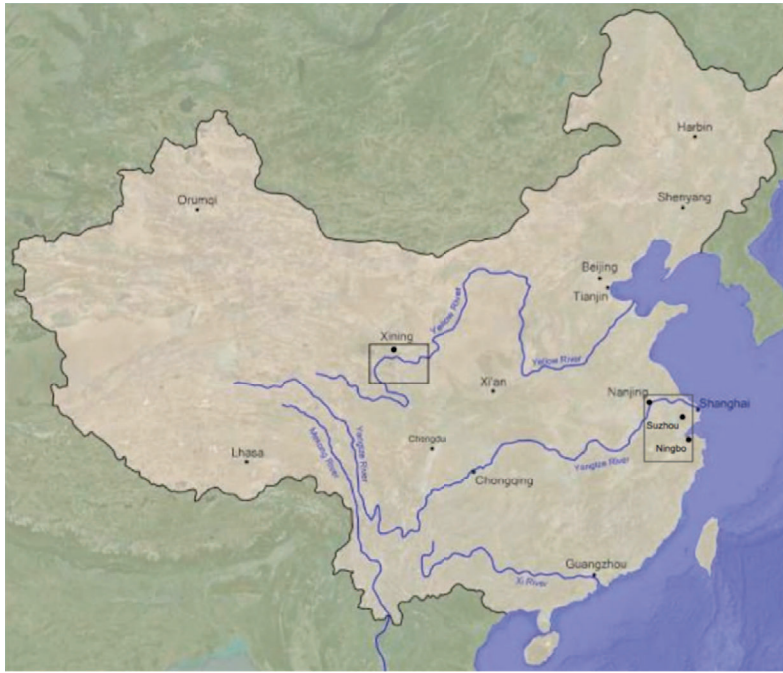 Harbin
Orumqi
Shenyang
Beijing
Tianjin
Yellow River
Xining
Yellow River
Xi'an
Nanjing
Shanghai
Suzhou
Ningbo
Mekong River
Yangtze River
Chengdu
Lhasa
Yangtze River
Chongqing
Guangzhou
Xi River